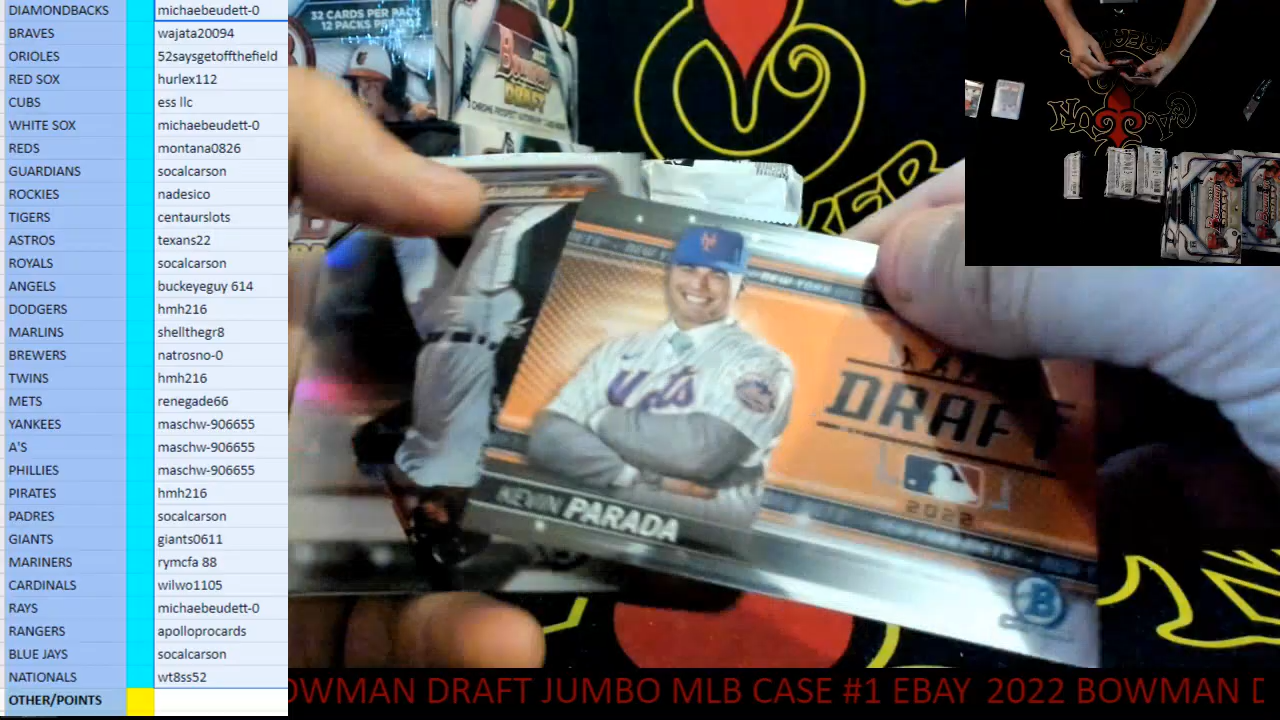 DIAMONDBACKS michaebeudett-0
BRAVES wajata20094
ORIOLES 52saysgetoffthefield
RED SOX hurlex112
CUBS ess llc
WHITE SOX michaebeudett-0
REDS montana0826
GUARDIANS socalcarson
ROCKIES nadesico
TIGERS centaurslots
ASTROS texans22
ROYALS socalcarson
ANGELS buckeyeguy 614
DODGERS hmh216
MARLINS shellthegr8
BREWERS natrosno-0
TWINS hmh216
METS renegade66
YANKEES maschw-906655
A'S maschw-906655
PHILLIES maschw-906655
PIRATES hmh216
PADRES socalcarson
GIANTS giants0611
MARINERS rymcfa 88
CARDINALS wilwo1105
RAYS michaebeudett-0
RANGERS apolloprocards
BLUE JAYS socalcarson
NATIONALS wt8ss52
OTHER/POINTS
32 CARDS PER PACK
12 PACKS PER BOX
Bowman
DRAFT
METS
NEW YORK
Mets
DRAFT
2022
KEVIN PARADA
B
OWMAN DRAFT JUMBO MLB CASE #1 EBAY 2022 BOWMAN D